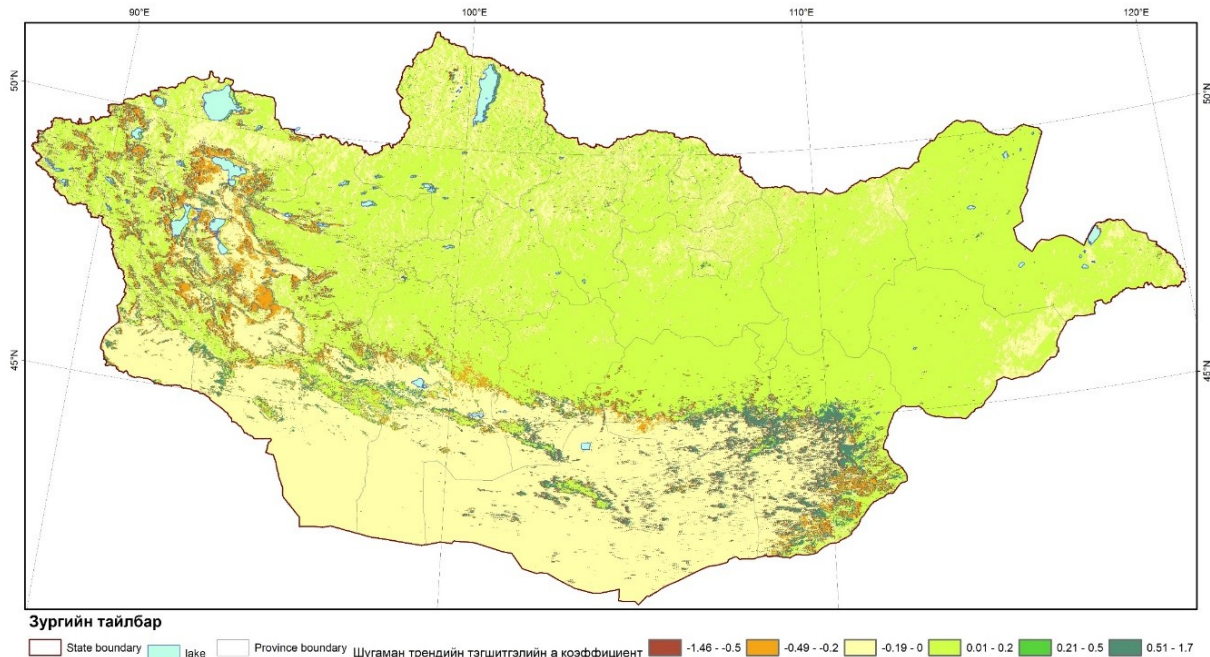 90°E 100°E 110°E 120°E
50°N 50°N
45°N 45°N
Зургийн тайлбар
State boundary lake Province boundary Шугаман трендийн тэгшитгэлийн а коэффициент -1.46 - -0.5 -0.49 - -0.2 -0.19 - 0 0.01 - 0.2 0.21 - 0.5 0.51 - 1.7